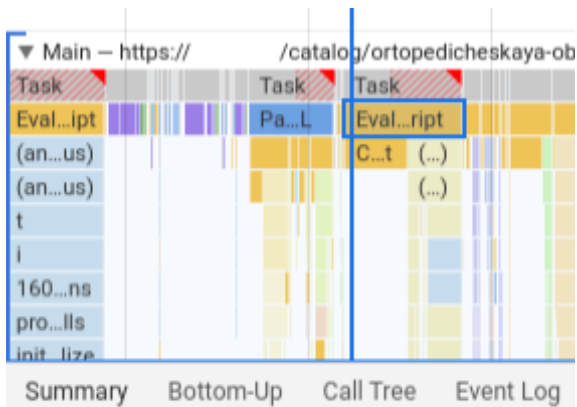 ▼ Main — https:// /catalog/ortopedicheskaya-ob
Task Task Task
Eval...ipt Pa...L Eval...ript
(an...us) C...t (...)
(an...us) (...)
t
i
160...ns
pro...lls
init...lize
Summary Bottom-Up Call Tree Event Log